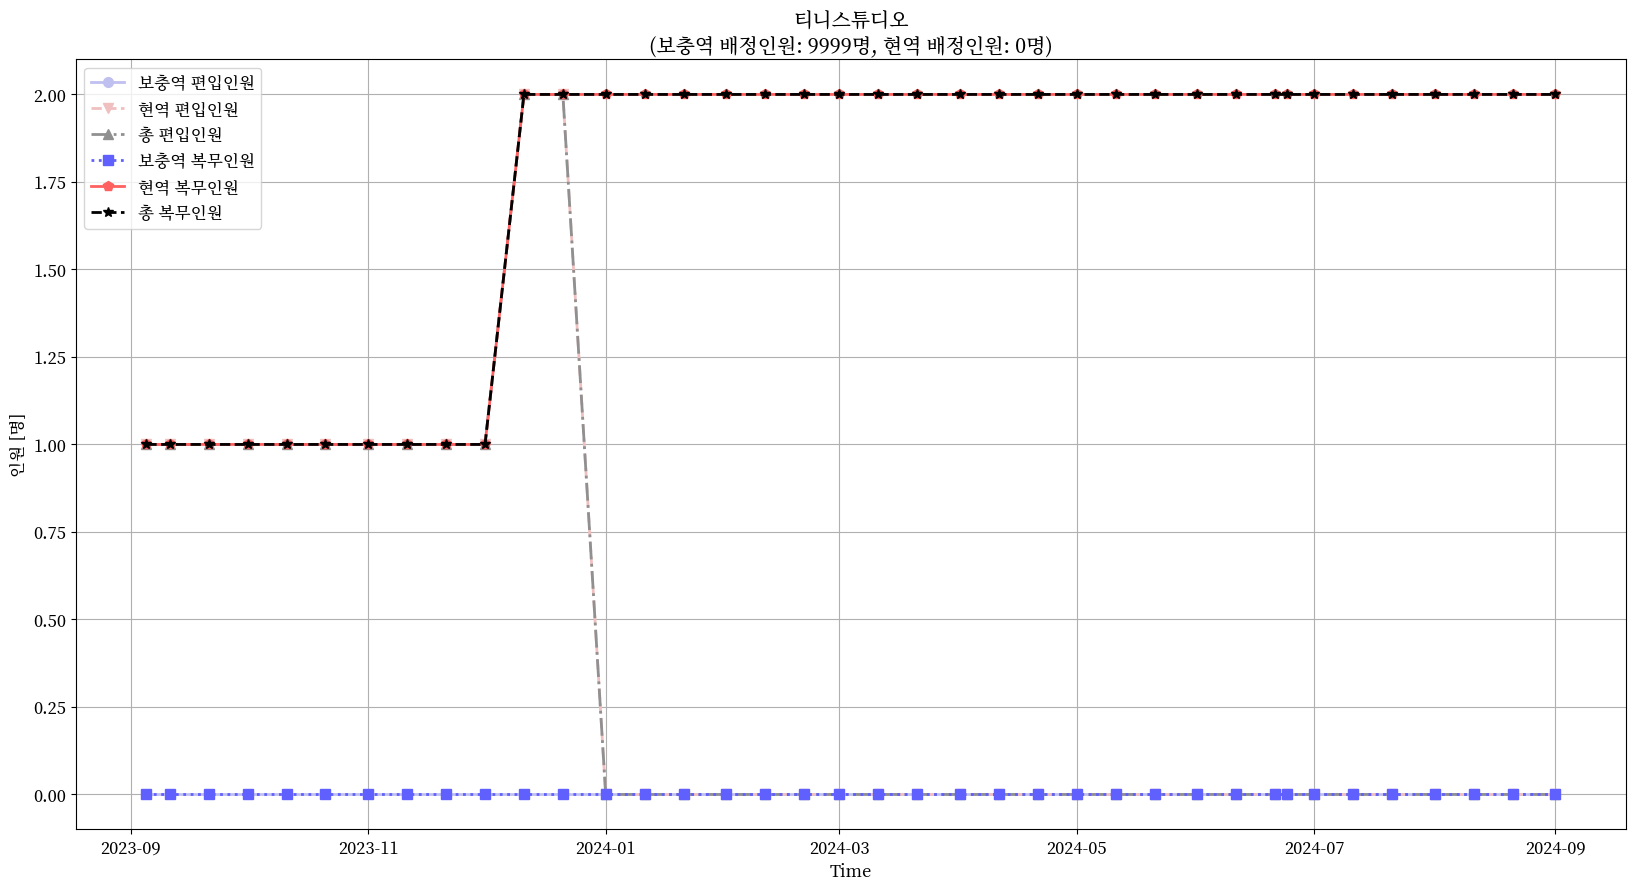 티니스튜디오
(보충역 배정인원: 9999명, 현역 배정인원: 0명)
보충역 편입인원
현역 편입인원
총 편입인원
보충역 복무인원
현역 복무인원
총 복무인원
인원 [명]
2.00
1.75
1.50
1.25
1.00
0.75
0.50
0.25
0.00
2023-09
2023-11
2024-01
2024-03
2024-05
2024-07
2024-09
Time